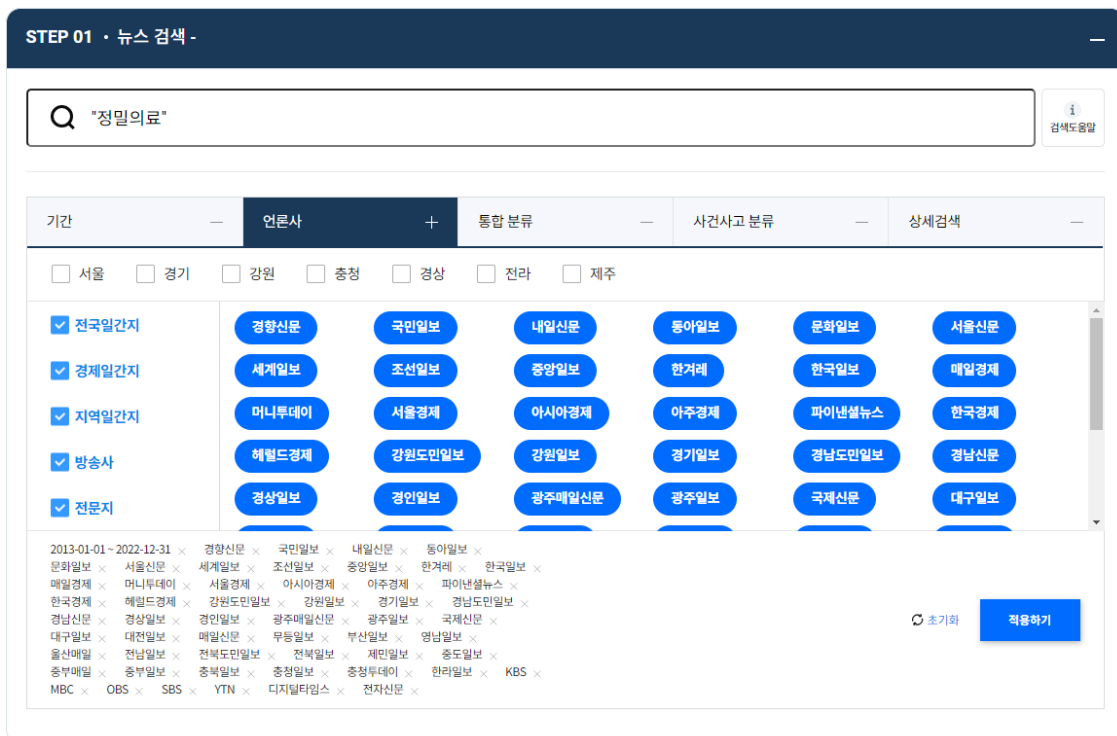 STEP 01 • 뉴스 검색 -
"정밀의료"
i
검색도움말
기간 언론사 통합 분류 사건사고 분류 상세검색
서울 경기 강원 충청 경상 전라 제주
전국일간지 경향신문 국민일보 내일신문 동아일보 문화일보 서울신문
경제일간지 세계일보 조선일보 중앙일보 한겨레 한국일보 매일경제
지역일간지 머니투데이 서울경제 아시아경제 아주경제 파이낸셜뉴스 한국경제
방송사 헤럴드경제 강원도민일보 강원일보 경기일보 경남도민일보 경남신문
전문지 경상일보 경인일보 광주매일신문 광주일보 국제신문 대구일보
2013-01-01 ~ 2022-12-31 × 경향신문 × 국민일보 × 내일신문 × 동아일보 ×
문화일보 × 서울신문 × 세계일보 × 조선일보 × 중앙일보 × 한겨레 × 한국일보 ×
매일경제 × 머니투데이 × 서울경제 × 아시아경제 × 아주경제 × 파이낸셜뉴스 ×
한국경제 × 헤럴드경제 × 강원도민일보 × 강원일보 × 경기일보 × 경남도민일보 ×
경남신문 × 경상일보 × 경인일보 × 광주매일신문 × 광주일보 × 국제신문 ×
대구일보 × 대전일보 × 매일신문 × 무등일보 × 부산일보 × 영남일보 ×
울산매일 × 전남일보 × 전북도민일보 × 전북일보 × 제민일보 × 중도일보 ×
중부매일 × 중부일보 × 충북일보 × 충청일보 × 충청투데이 × 한라일보 × KBS ×
MBC × OBS × SBS × YTN × 디지털타임스 × 전자신문 ×
초기화 적용하기